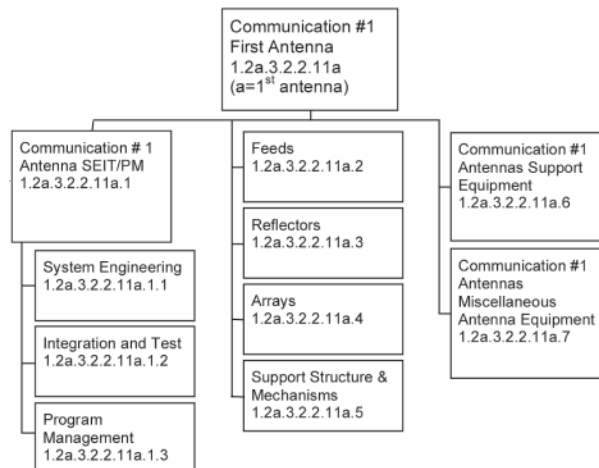 Communication #1
First Antenna
1.2a.3.2.2.11a
(a=1st antenna)
Communication # 1
Antenna SEIT/PM
1.2a.3.2.2.11a.1
System Engineering
1.2a.3.2.2.11a.1.1
Integration and Test
1.2a.3.2.2.11a.1.2
Program
Management
1.2a.3.2.2.11a.1.3
Feeds
1.2a.3.2.2.11a.2
Reflectors
1.2a.3.2.2.11a.3
Arrays
1.2a.3.2.2.11a.4
Support Structure &
Mechanisms
1.2a.3.2.2.11a.5
Communication #1
Antennas Support
Equipment
1.2a.3.2.2.11a.6
Communication #1
Antennas
Miscellaneous
Antenna Equipment
1.2a.3.2.2.11a.7